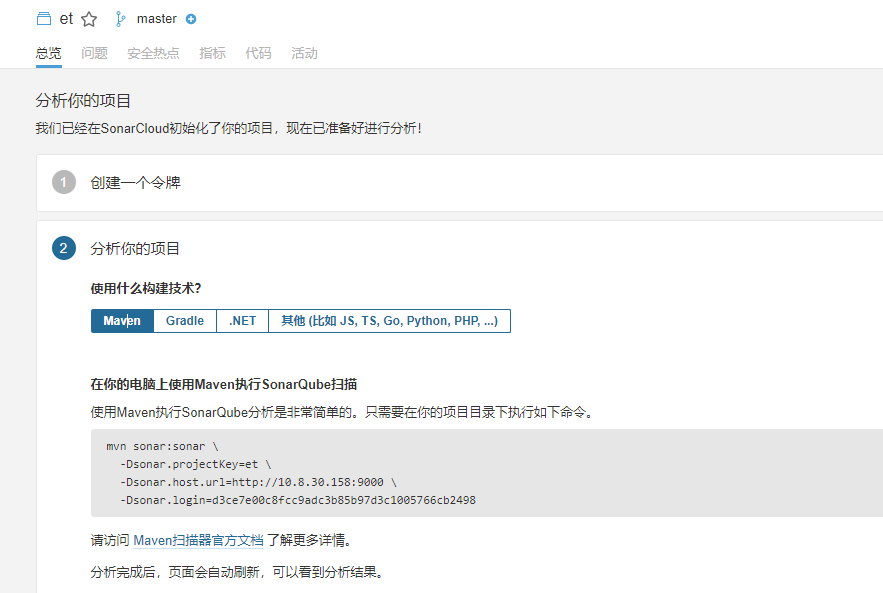 et master
总览 问题 安全热点 指标 代码 活动
分析你的项目
我们已经在SonarCloud初始化了你的项目，现在已准备好进行分析！
1 创建一个令牌
2 分析你的项目
使用什么构建技术？
Maven Gradle .NET 其他 (比如 JS, TS, Go, Python, PHP, ...)
在你的电脑上使用Maven执行SonarQube扫描
使用Maven执行SonarQube分析是非常简单的。只需要在你的项目目录下执行如下命令。
mvn sonar:sonar \
-Dsonar.projectKey=et \
-Dsonar.host.url=http://10.8.30.158:9000 \
-Dsonar.login=d3ce7e00c8fcc9adc3b85b97d3c1005766cb2498
请访问 Maven扫描器官方文档 了解更多详情。
分析完成后，页面会自动刷新，可以看到分析结果。